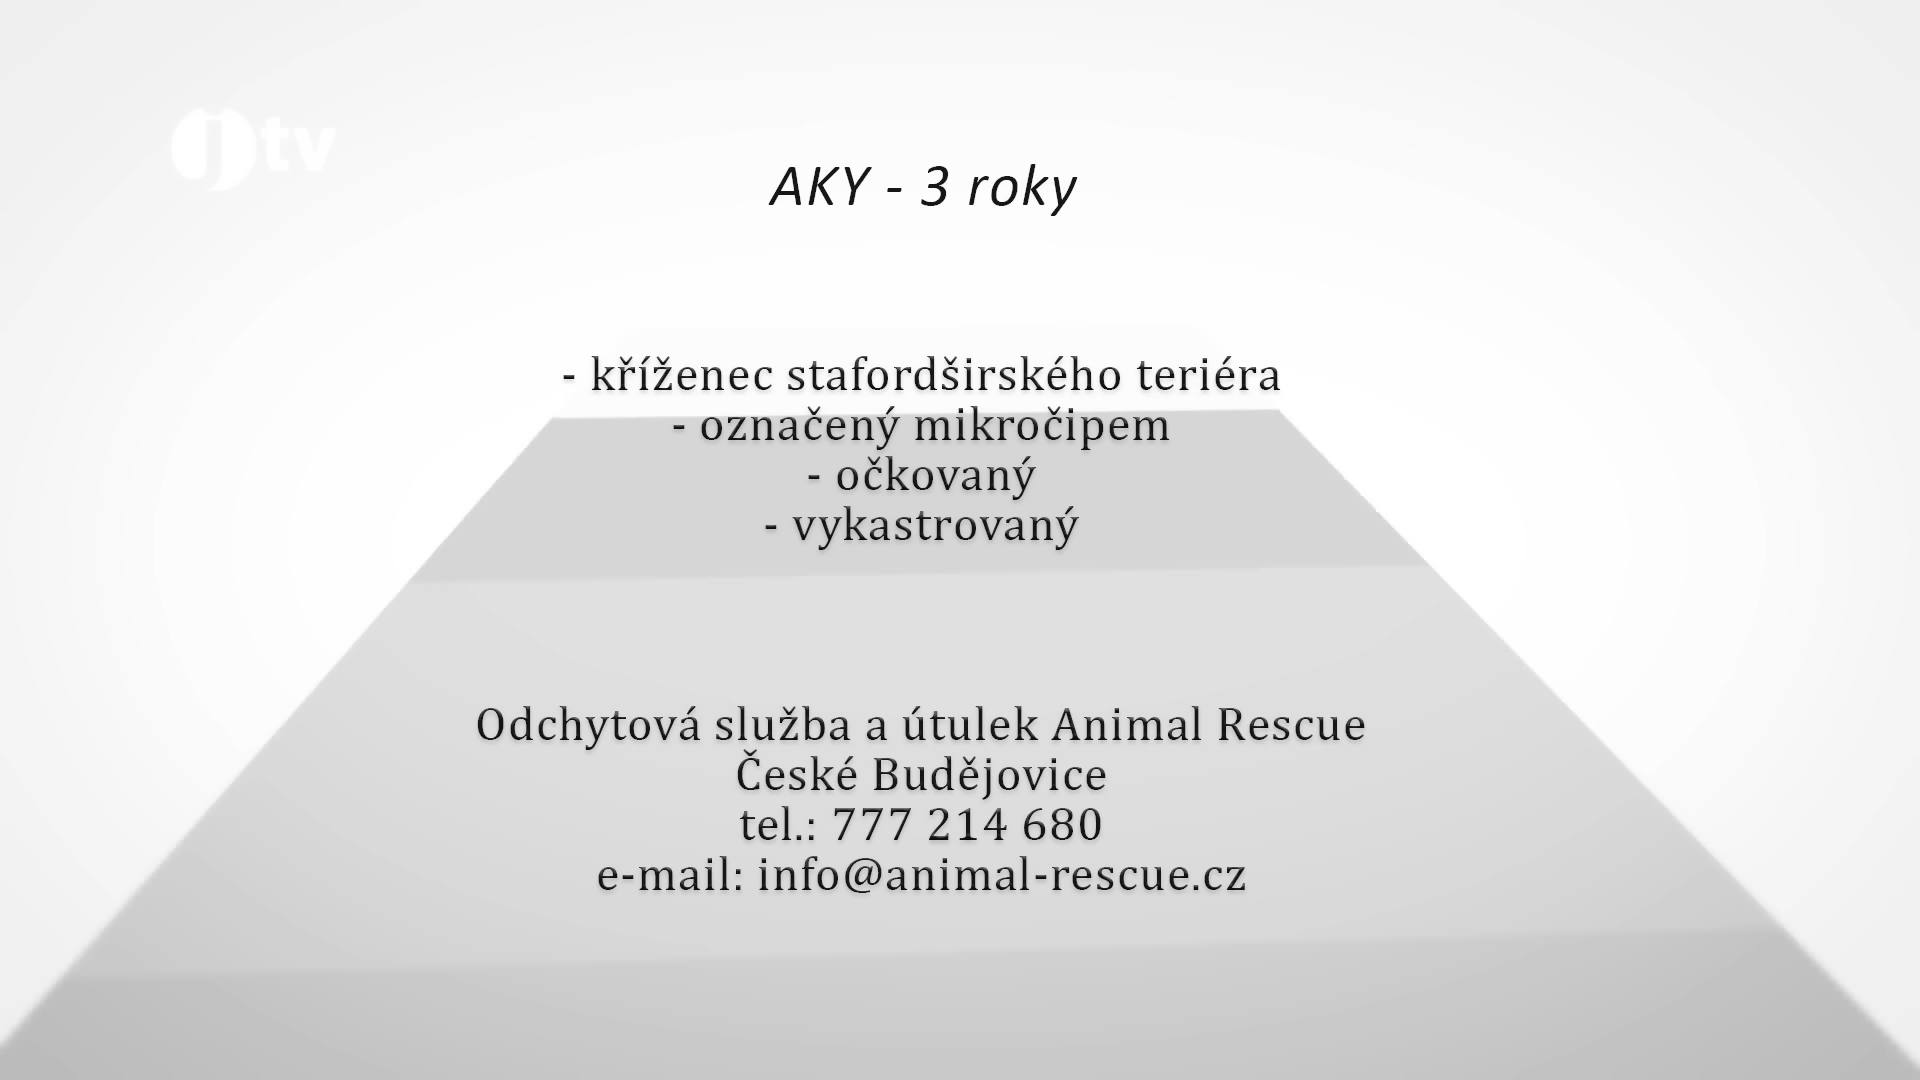 jtv
AKY - 3 roky
- kříženec stafordširského teriéra
- označený mikročipem
- očkovaný
- vykastrovaný
Odchytová služba a útulek Animal Rescue
České Budějovice
tel.: 777 214 680
e-mail: info@animal-rescue.cz